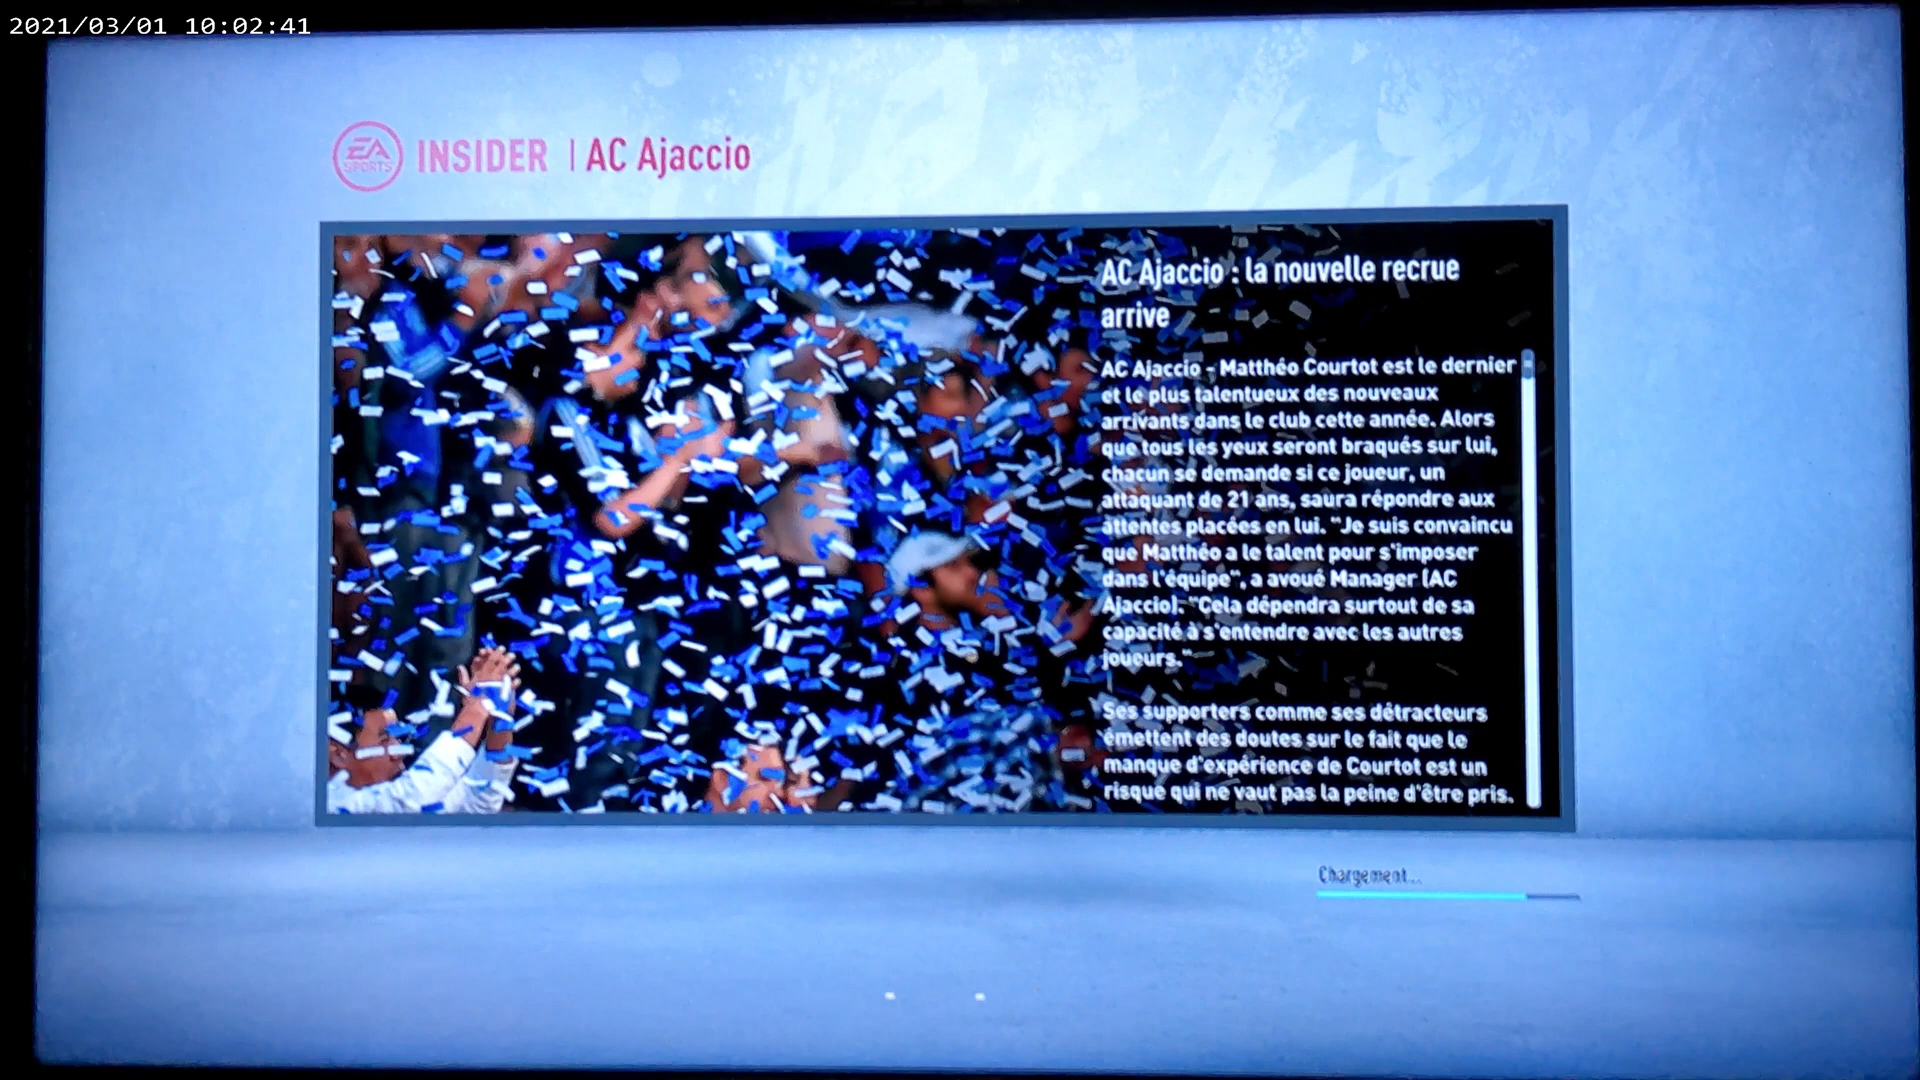 2021/03/01 10:02:41
EA
SPORTS
INSIDER | AC Ajaccio
AC Ajaccio : la nouvelle recrue
arrive
AC Ajaccio - Matthéo Courtot est le dernier
et le plus talentueux des nouveaux
arrivants dans le club cette année. Alors
que tous les yeux seront braqués sur lui,
chacun se demande si ce joueur, un
attaquant de 21 ans, saura répondre aux
attentes placées en lui. "Je suis convaincu
que Matthéo a le talent pour s'imposer
dans l'équipe", a avoué Manager (AC
Ajaccio). "Cela dépendra surtout de sa
capacité à s'entendre avec les autres
joueurs."
Ses supporters comme ses détracteurs
émettent des doutes sur le fait que le
manque d'expérience de Courtot est un
risque qui ne vaut pas la peine d'être pris.
Chargement...